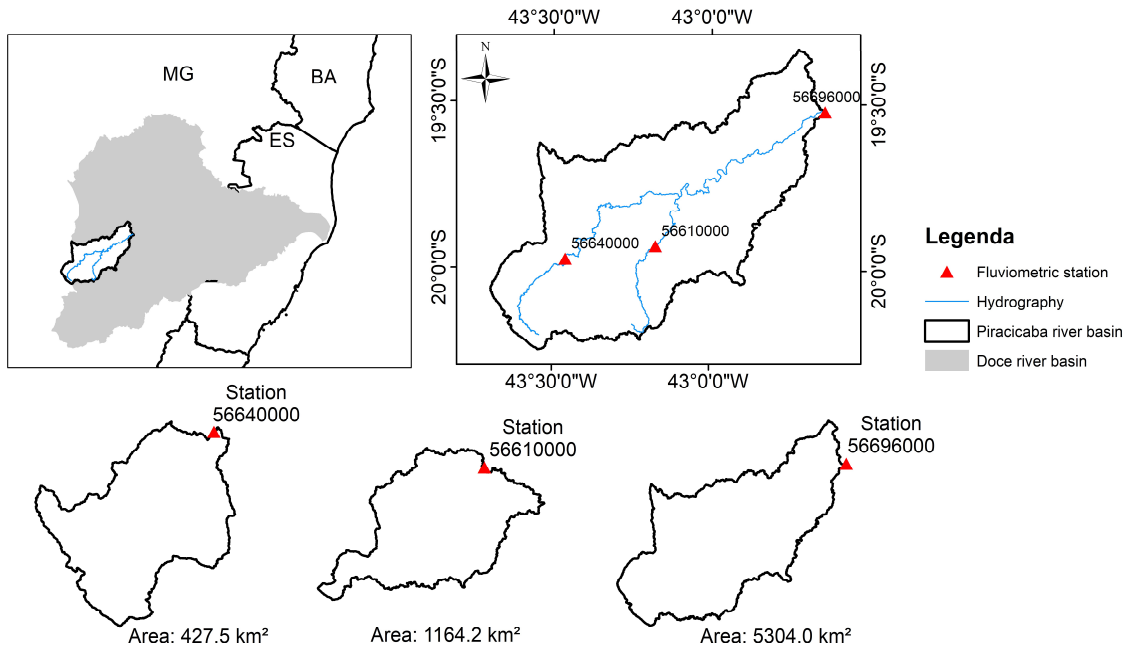 MG
BA
ES
43°30'0"W
43°0'0"W
N
19°30'0"S
20°0'0"S
56696000
56640000
56610000
19°30'0"S
20°0'0"S
43°30'0"W
43°0'0"W
Legenda
Fluviometric station
Hydrography
Piracicaba river basin
Doce river basin
Station
56640000
Area: 427.5 km²
Station
56610000
Area: 1164.2 km²
Station
56696000
Area: 5304.0 km²